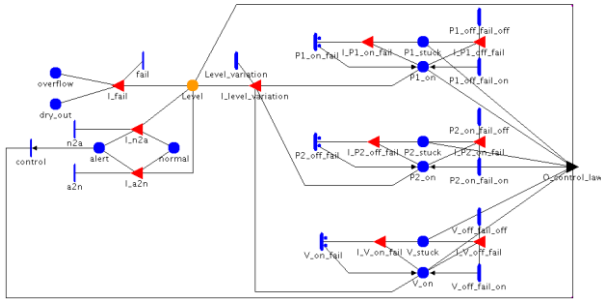 P1_off_fail_off
P1_on_fail
I_P1_on_fail
P1_stuck
I_P1_off_fail
P1_on
P1_off_fail_on
fail
Level_variation
overflow
I_fail
Level
I_level_variation
dry_out
n2a
I_n2a
control
alert
normal
a2n
I_a2n
P2_on_fail_off
P2_off_fail
I_P2_off_fail
P2_stuck
I_P2_on_fail
P2_on
P2_on_fail_on
O_control_law
V_off_fail_off
V_on_fail
I_V_on_fail
V_stuck
I_V_off_fail
V_on
V_off_fail_on